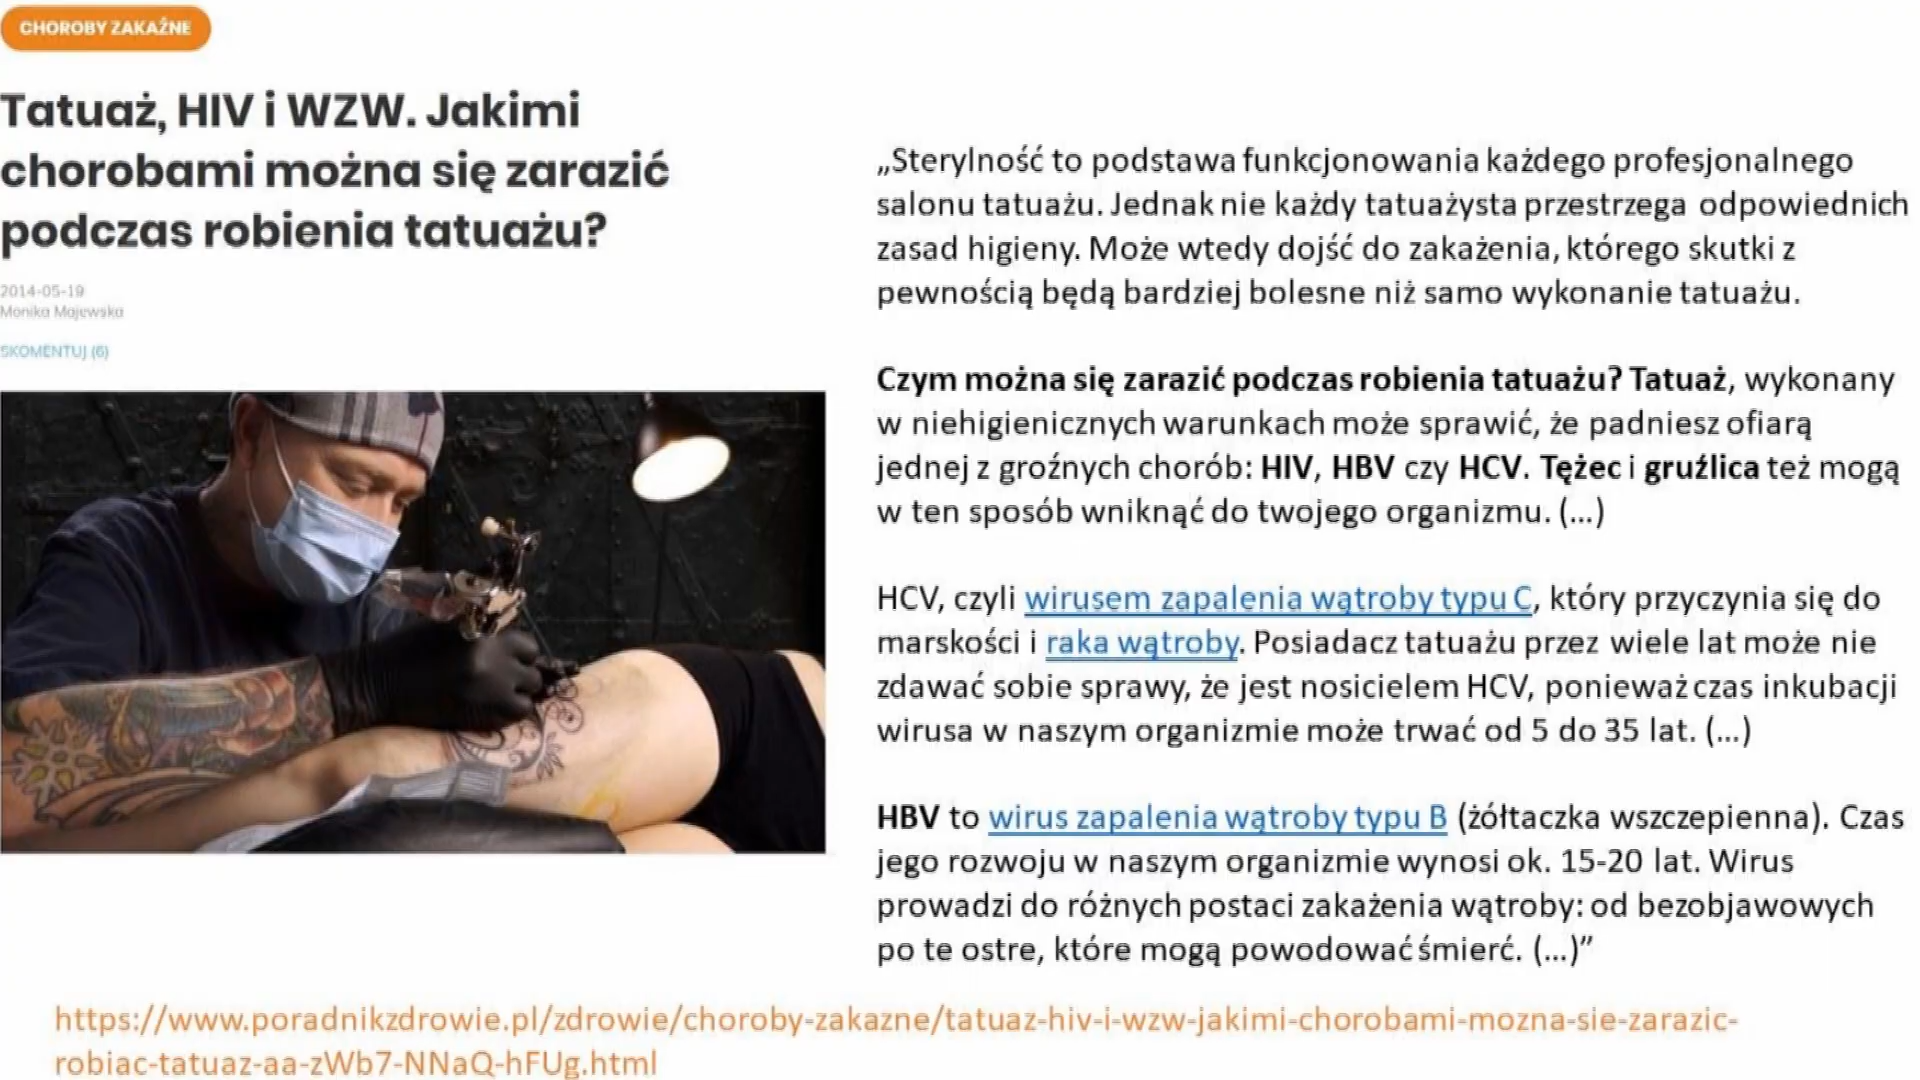 CHOROBY ZAKAŹNE
Tatuaż, HIV i WZW. Jakimi
chorobami można się zarazić
podczas robienia tatuażu?
2014-05-19
Monika Majewska
SKOMENTUJ (6)
„Sterylność to podstawa funkcjonowania każdego profesjonalnego
salonu tatuażu. Jednak nie każdy tatuażysta przestrzega odpowiednich
zasad higieny. Może wtedy dojść do zakażenia, którego skutki z
pewnością będą bardziej bolesne niż samo wykonanie tatuażu.
Czym można się zarazić podczas robienia tatuażu? Tatuaż, wykonany
w niehigienicznych warunkach może sprawić, że padniesz ofiarą
jednej z groźnych chorób: HIV, HBV czy HCV. Tężec i gruźlica też mogą
w ten sposób wniknąć do twojego organizmu. (...)
HCV, czyli wirusem zapalenia wątroby typu C, który przyczynia się do
marskości i raka wątroby. Posiadacz tatuażu przez wiele lat może nie
zdawać sobie sprawy, że jest nosicielem HCV, ponieważ czas inkubacji
wirusa w naszym organizmie może trwać od 5 do 35 lat. (...)
HBV to wirus zapalenia wątroby typu B (żółtaczka wszczepienna). Czas
jego rozwoju w naszym organizmie wynosi ok. 15-20 lat. Wirus
prowadzi do różnych postaci zakażenia wątroby: od bezobjawowych
po te ostre, które mogą powodować śmierć. (...)”
https://www.poradnikzdrowie.pl/zdrowie/choroby-zakazne/tatuaz-hiv-i-wzw-jakimi-chorobami-mozna-sie-zarazic-
robiac-tatuaz-aa-zWb7-NNaQ-hFUg.html